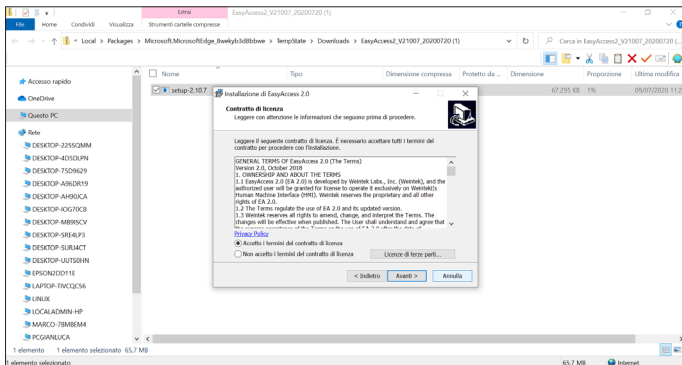 Estrai
EasyAccess2_V21007_20200720 (1)
File Home Condividi Visualizza Strumenti cartelle compresse
« Local > Packages > Microsoft.MicrosoftEdge_8wekyb3d8bbwe > TempState > Downloads > EasyAccess2_V21007_20200720 (1)
Cerca in EasyAccess2_V21007_20200720 (...
Nome Tipo Dimensione compressa Protetto da ... Dimensione Proporzione Ultima modifica
setup-2.10.7 67.295 KB 1% 09/07/2020 11:2
Accesso rapido
OneDrive
Questo PC
Rete
DESKTOP-225SQMM
DESKTOP-4D5DLPN
DESKTOP-75D9629
DESKTOP-A96DR19
DESKTOP-AH90JCA
DESKTOP-IOG70C8
DESKTOP-MB9I5CV
DESKTOP-SRE4LP3
DESKTOP-SURJ4CT
DESKTOP-UUTS0HN
EPSON2DD11E
LAPTOP-TIVCQC56
LINUX
LOCALADMIN-HP
MARCO-7BMBEM4
PCGIANLUCA
Installazione di EasyAccess 2.0
Contratto di licenza
Leggere con attenzione le informazioni che seguono prima di procedere.
Leggere il seguente contratto di licenza. È necessario accettare tutti i termini del
contratto per procedere con l'installazione.
GENERAL TERMS OF EasyAccess 2.0 (The Terms)
Version 2.0, October 2018
1. OWNERSHIP AND ABOUT THE TERMS
1.1 EasyAccess 2.0 (EA 2.0) is developed by Weintek Labs., Inc. (Weintek), and the
authorized user will be granted for license to operate it exclusively on Weintek¡s
Human Machine Interface (HMI). Weintek reserves the proprietary and all other
rights of EA 2.0.
1.2 The Terms regulate the use of EA 2.0 and its updated version.
1.3 Weintek reserves all rights to amend, change, and interpret the Terms. The
changes will be effective when published. The User shall understand and agree that
Privacy Policy
Accetto i termini del contratto di licenza
Non accetto i termini del contratto di licenza
Licenze di terze parti...
< Indietro Avanti > Annulla
1 elemento 1 elemento selezionato 65,7 MB
1 elemento selezionato 65,7 MB Internet